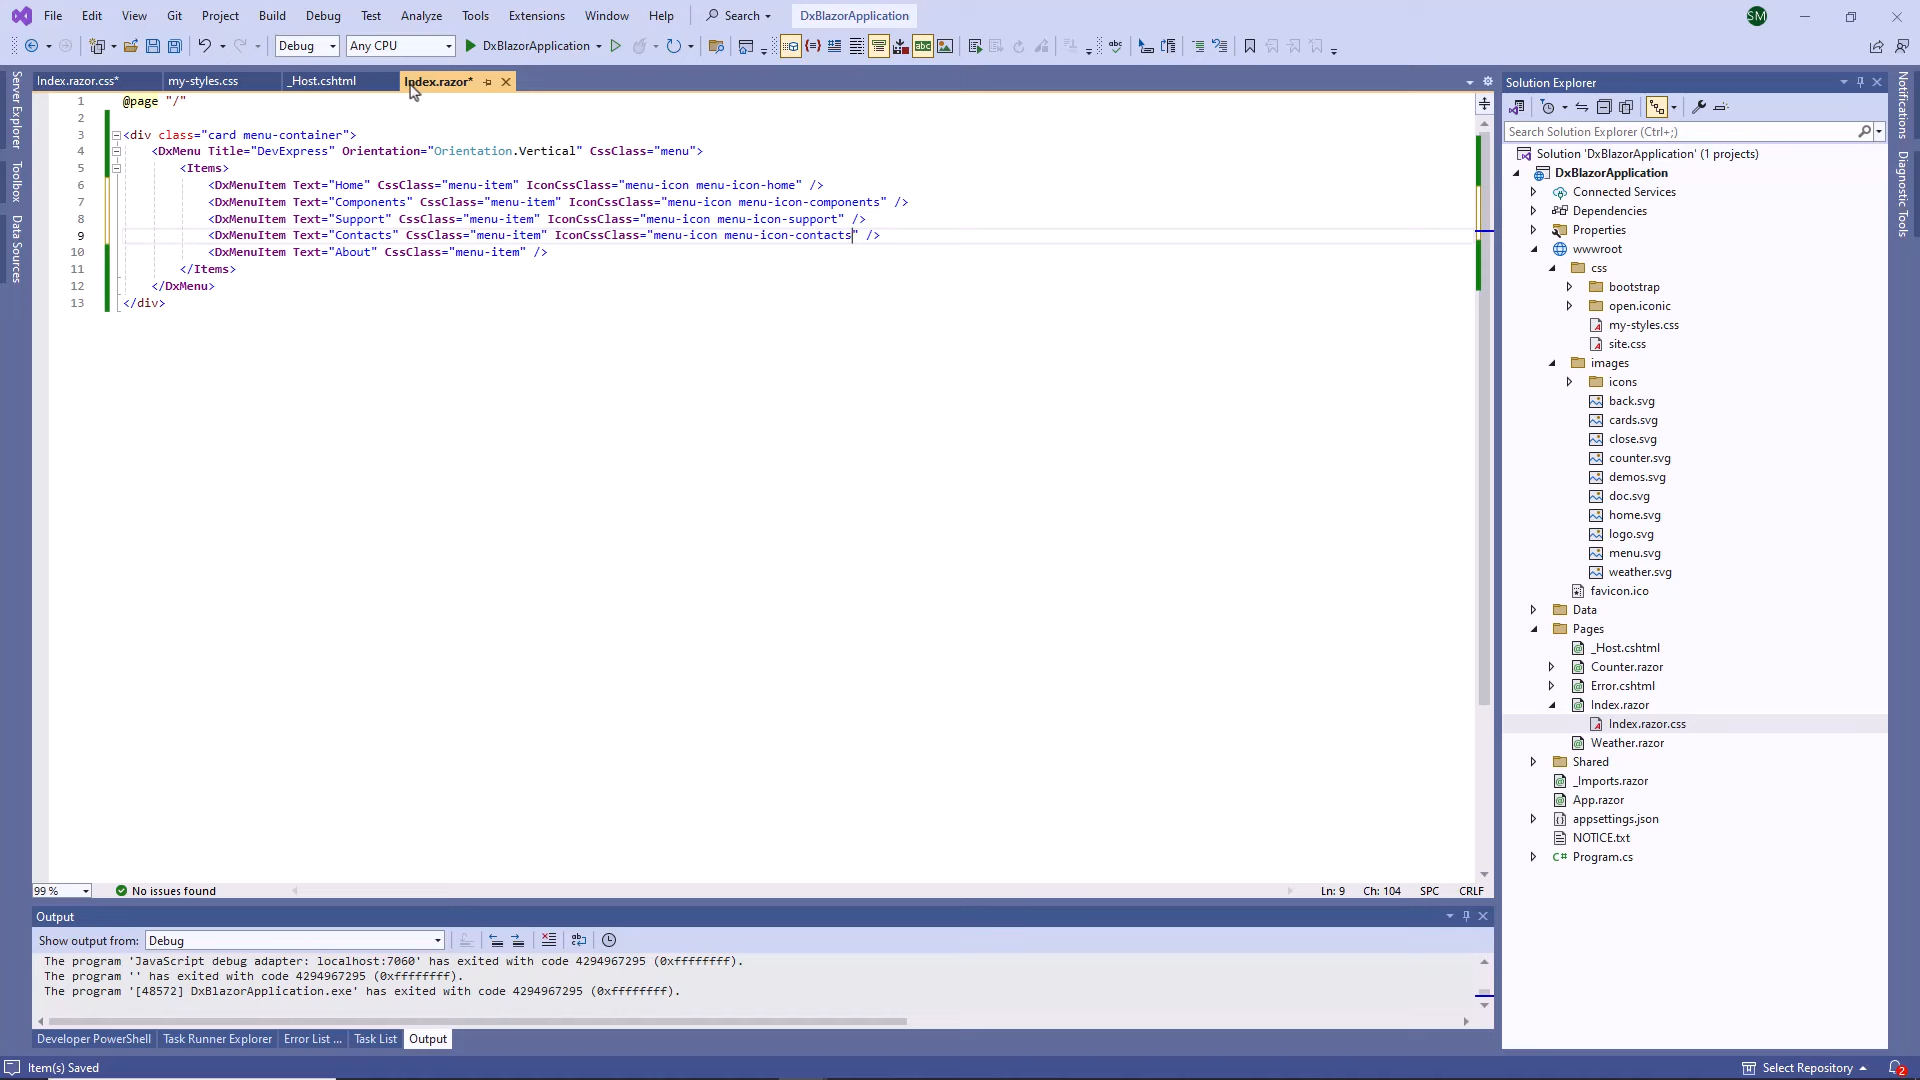 File Edit View Git Project Build Debug Test Analyze Tools Extensions Window Help Search DxBlazorApplication SM
Debug Any CPU DxBlazorApplication
Index.razor.css* my-styles.css _Host.cshtml Index.razor*
1 @page "/"
2
3 <div class="card menu-container">
4 <DxMenu Title="DevExpress" Orientation="Orientation.Vertical" CssClass="menu">
5 <Items>
6 <DxMenuItem Text="Home" CssClass="menu-item" IconCssClass="menu-icon menu-icon-home" />
7 <DxMenuItem Text="Components" CssClass="menu-item" IconCssClass="menu-icon menu-icon-components" />
8 <DxMenuItem Text="Support" CssClass="menu-item" IconCssClass="menu-icon menu-icon-support" />
9 <DxMenuItem Text="Contacts" CssClass="menu-item" IconCssClass="menu-icon menu-icon-contacts" />
10 <DxMenuItem Text="About" CssClass="menu-item" />
11 </Items>
12 </DxMenu>
13 </div>
99 % No issues found Ln: 9 Ch: 104 SPC CRLF
Output
Show output from: Debug
The program 'JavaScript debug adapter: localhost:7060' has exited with code 4294967295 (0xffffffff).
The program '' has exited with code 4294967295 (0xffffffff).
The program '[48572] DxBlazorApplication.exe' has exited with code 4294967295 (0xffffffff).
Developer PowerShell Task Runner Explorer Error List ... Task List Output
Item(s) Saved
Select Repository 2
Server Explorer
Toolbox
Data Sources
Solution Explorer
Search Solution Explorer (Ctrl+;)
Solution 'DxBlazorApplication' (1 projects)
DxBlazorApplication
Connected Services
Dependencies
Properties
wwwroot
css
bootstrap
open.iconic
my-styles.css
site.css
images
icons
back.svg
cards.svg
close.svg
counter.svg
demos.svg
doc.svg
home.svg
logo.svg
menu.svg
weather.svg
favicon.ico
Data
Pages
_Host.cshtml
Counter.razor
Error.cshtml
Index.razor
Index.razor.css
Weather.razor
Shared
_Imports.razor
App.razor
appsettings.json
NOTICE.txt
Program.cs
Notifications
Diagnostic Tools